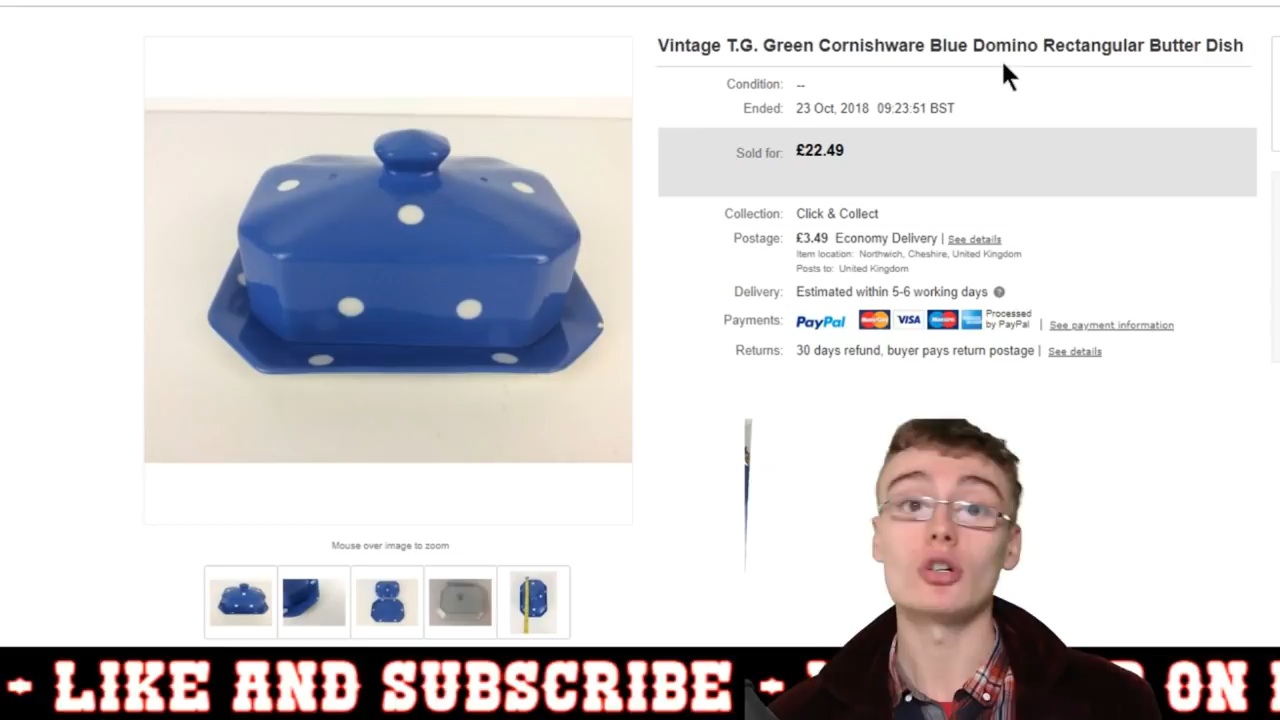 Vintage T.G. Green Cornishware Blue Domino Rectangular Butter Dish
Condition: --
Ended: 23 Oct, 2018 09:23:51 BST
Sold for: £22.49
Collection: Click & Collect
Postage: £3.49 Economy Delivery | See details
Item location: Northwich, Cheshire, United Kingdom
Posts to: United Kingdom
Delivery: Estimated within 5-6 working days
Payments: PayPal MasterCard VISA Maestro Processed by PayPal | See payment information
Returns: 30 days refund, buyer pays return postage | See details
Mouse over image to zoom
- LIKE AND SUBSCRIBE - ON